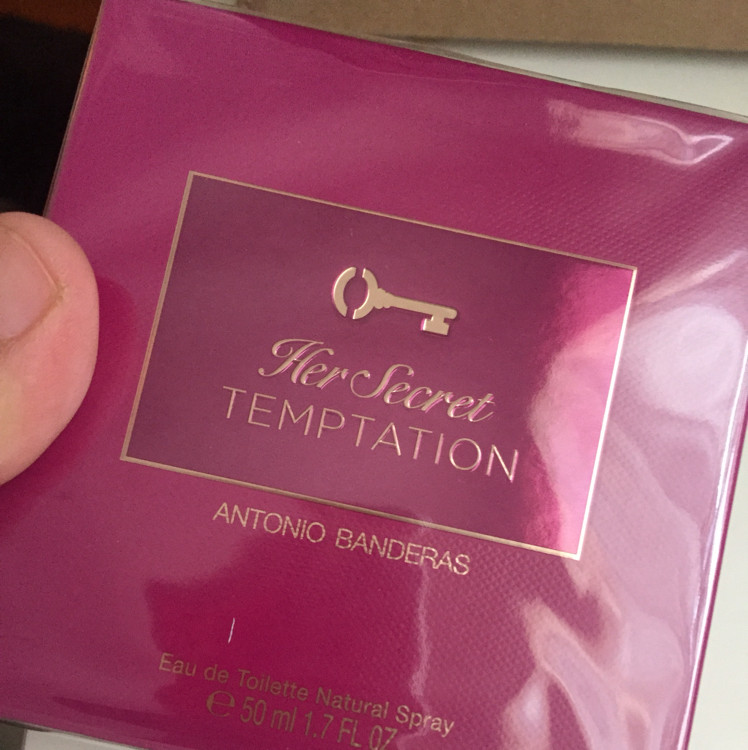 Her Secret
TEMPTATION
ANTONIO BANDERAS
Eau de Toilette Natural Spray
℮ 50 ml 1.7 FL OZ